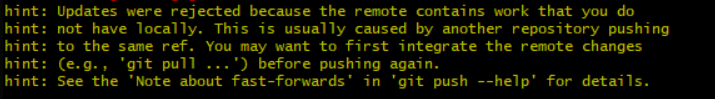 hint: Updates were rejected because the remote contains work that you do
hint: not have locally. This is usually caused by another repository pushing
hint: to the same ref. You may want to first integrate the remote changes
hint: (e.g., 'git pull ...') before pushing again.
hint: See the 'Note about fast-forwards' in 'git push --help' for details.